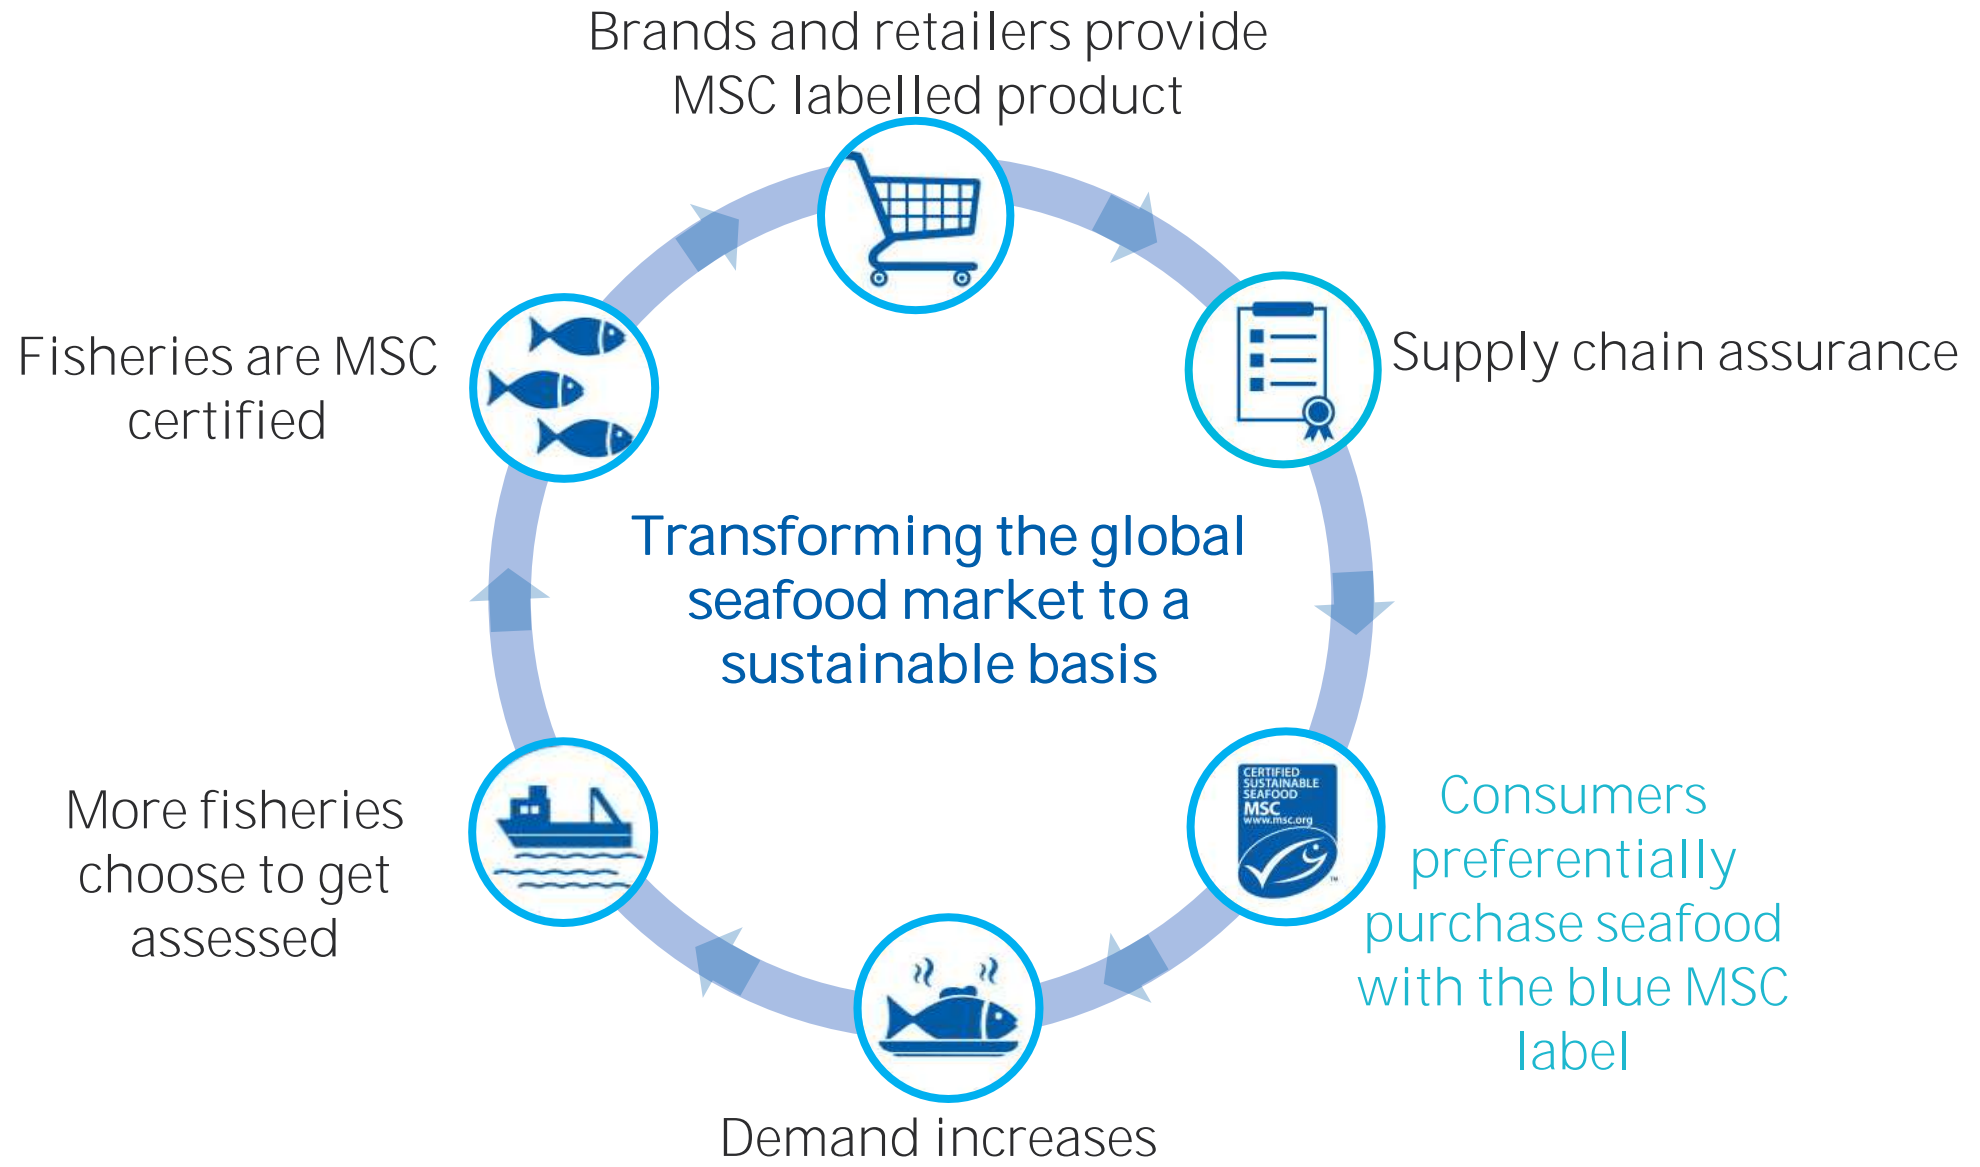 Brands and retailers provide
MSC labelled product
Supply chain assurance
Fisheries are MSC
certified
Transforming the global
seafood market to a
sustainable basis
CERTIFIED
SUSTAINABLE
SEAFOOD
MSC
www.msc.org
TM
Consumers
preferentially
purchase seafood
with the blue MSC
label
More fisheries
choose to get
assessed
Demand increases